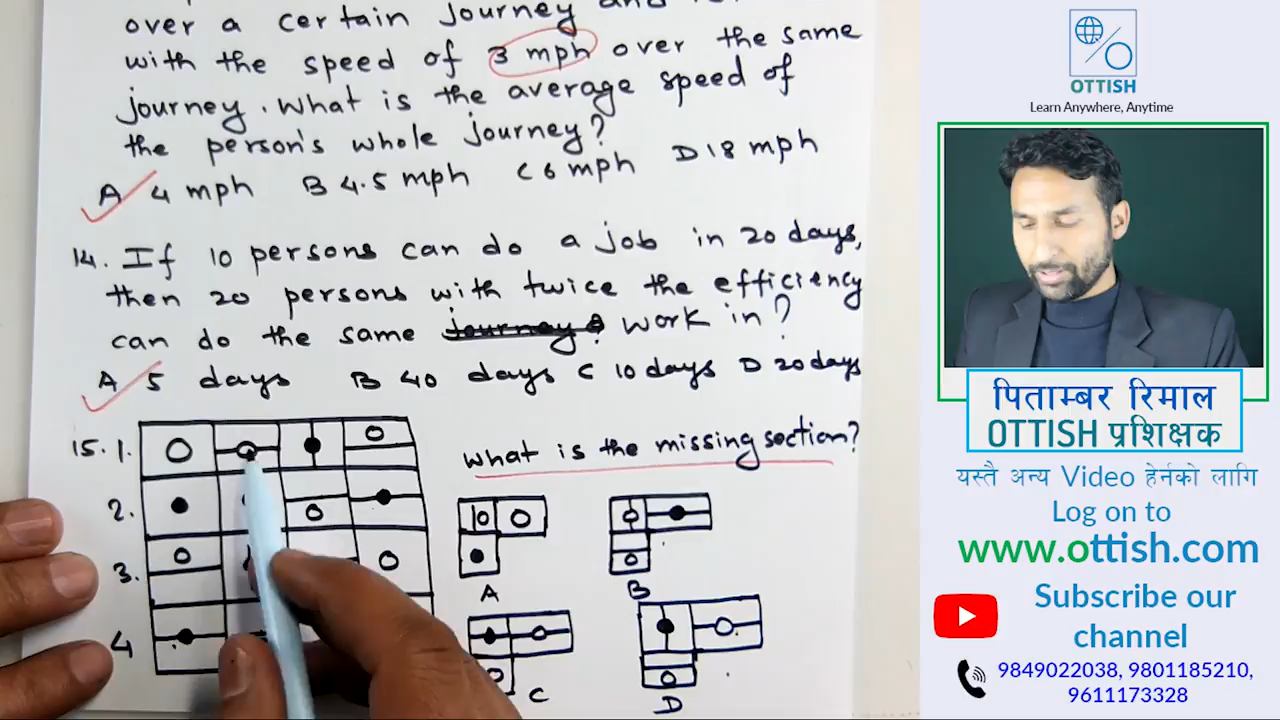 over a certain journey and
with the speed of 3 mph over the same
journey. What is the average speed of
the person's whole journey?
A 4 mph B 4.5 mph C 6 mph D 18 mph
14. If 10 persons can do a job in 20 days,
then 20 persons with twice the efficiency
can do the same journey? work in?
A 5 days B 40 days C 10 days D 20 days
15. 1.
2.
3.
4
What is the missing section?
A
B
C
D
OTTISH
Learn Anywhere, Anytime
पिताम्बर रिमाल
OTTISH प्रशिक्षक
यस्तै अन्य Video हेर्नको लागि
Log on to
www.ottish.com
Subscribe our
channel
9849022038, 9801185210,
9611173328